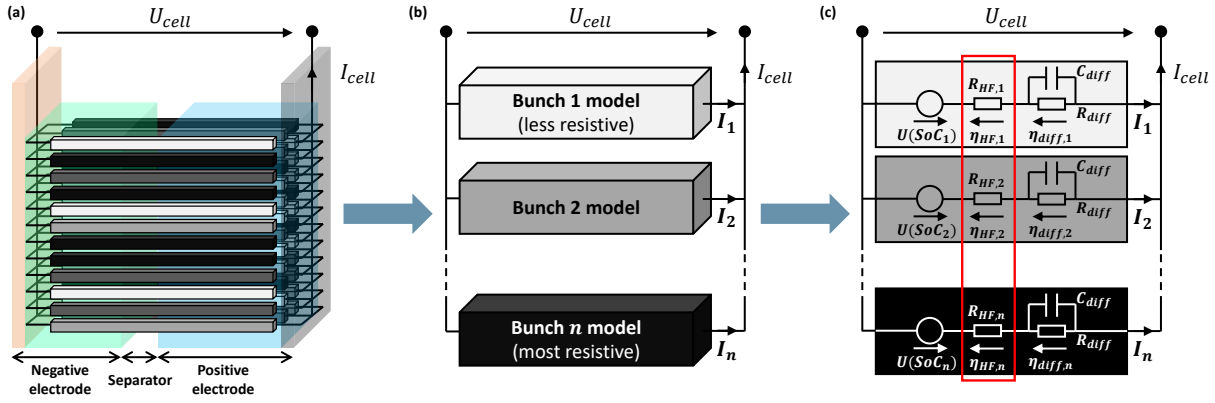 (a)
U_cell
I_cell
Negative
electrode
Separator
Positive
electrode
(b)
U_cell
I_cell
Bunch 1 model
(less resistive)
I_1
Bunch 2 model
I_2
Bunch n model
(most resistive)
I_n
(c)
U_cell
I_cell
R_HF,1
C_diff
R_diff
U(SoC_1)
η_HF,1
η_diff,1
I_1
R_HF,2
C_diff
R_diff
U(SoC_2)
η_HF,2
η_diff,2
I_2
R_HF,n
C_diff
R_diff
U(SoC_n)
η_HF,n
η_diff,n
I_n